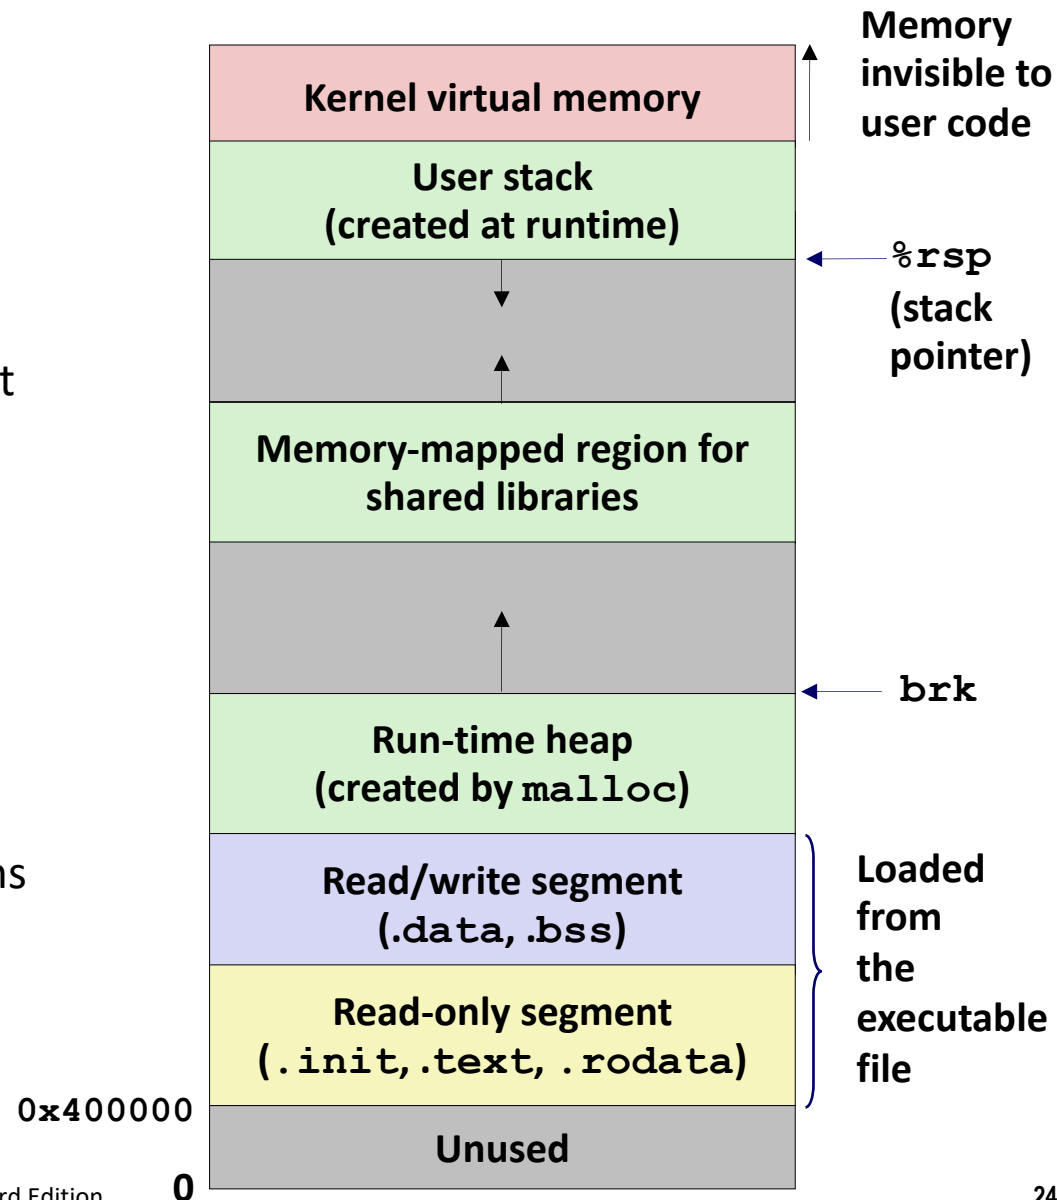 Memory
invisible to
user code
Kernel virtual memory
User stack
(created at runtime)
%rsp
(stack
pointer)
t
Memory-mapped region for
shared libraries
brk
Run-time heap
(created by malloc)
ns
Read/write segment
(.data, .bss)
Loaded
from
the
executable
file
Read-only segment
(.init, .text, .rodata)
0x400000
Unused
0
rd Edition
24